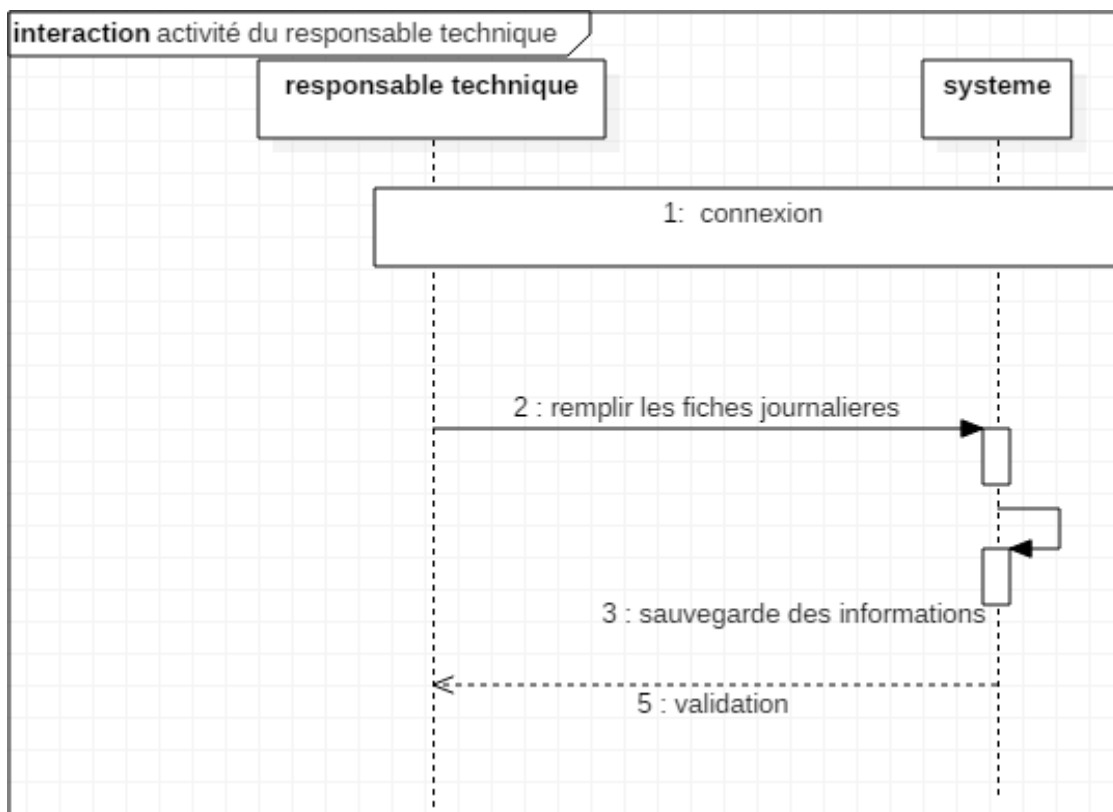 interaction activité du responsable technique
responsable technique
systeme
1: connexion
2 : remplir les fiches journalieres
3 : sauvegarde des informations
5 : validation